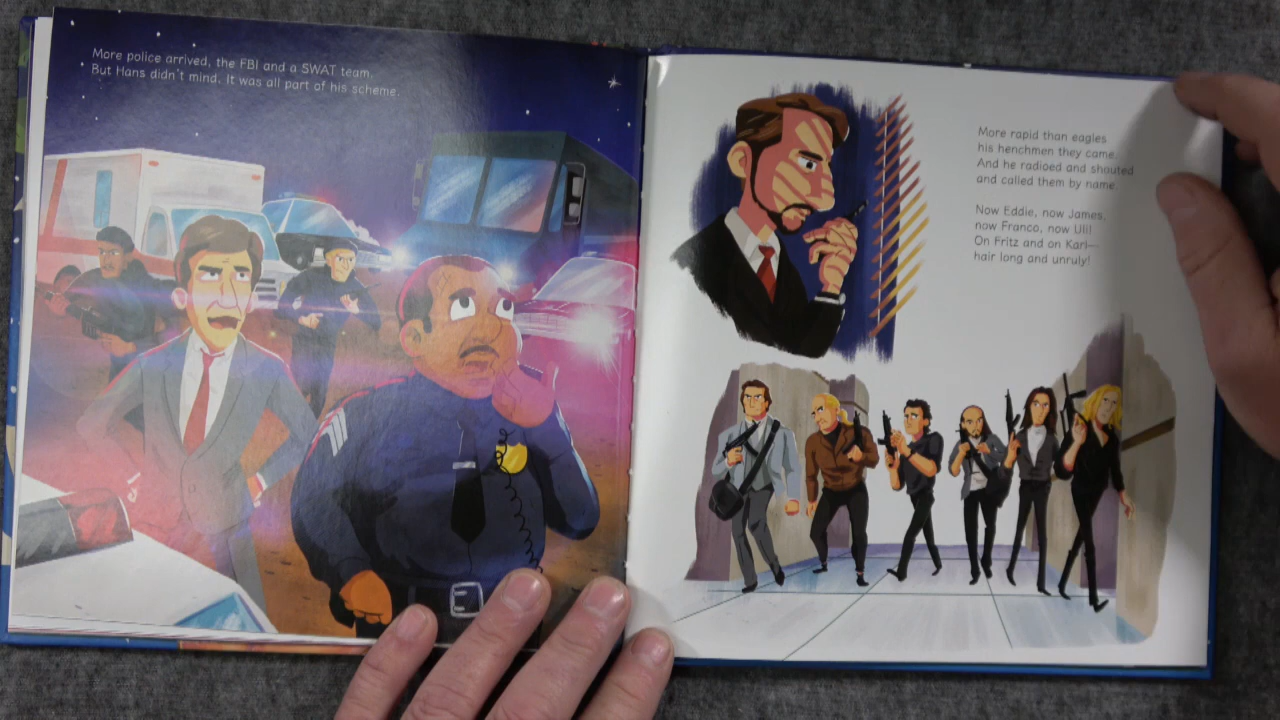 More police arrived, the FBI and a SWAT team.
But Hans didn't mind. It was all part of his scheme.
More rapid than eagles
his henchmen they came.
And he radioed and shouted
and called them by name.
Now Eddie, now James,
now Franco, now Uli!
On Fritz and on Karl—
hair long and unruly!